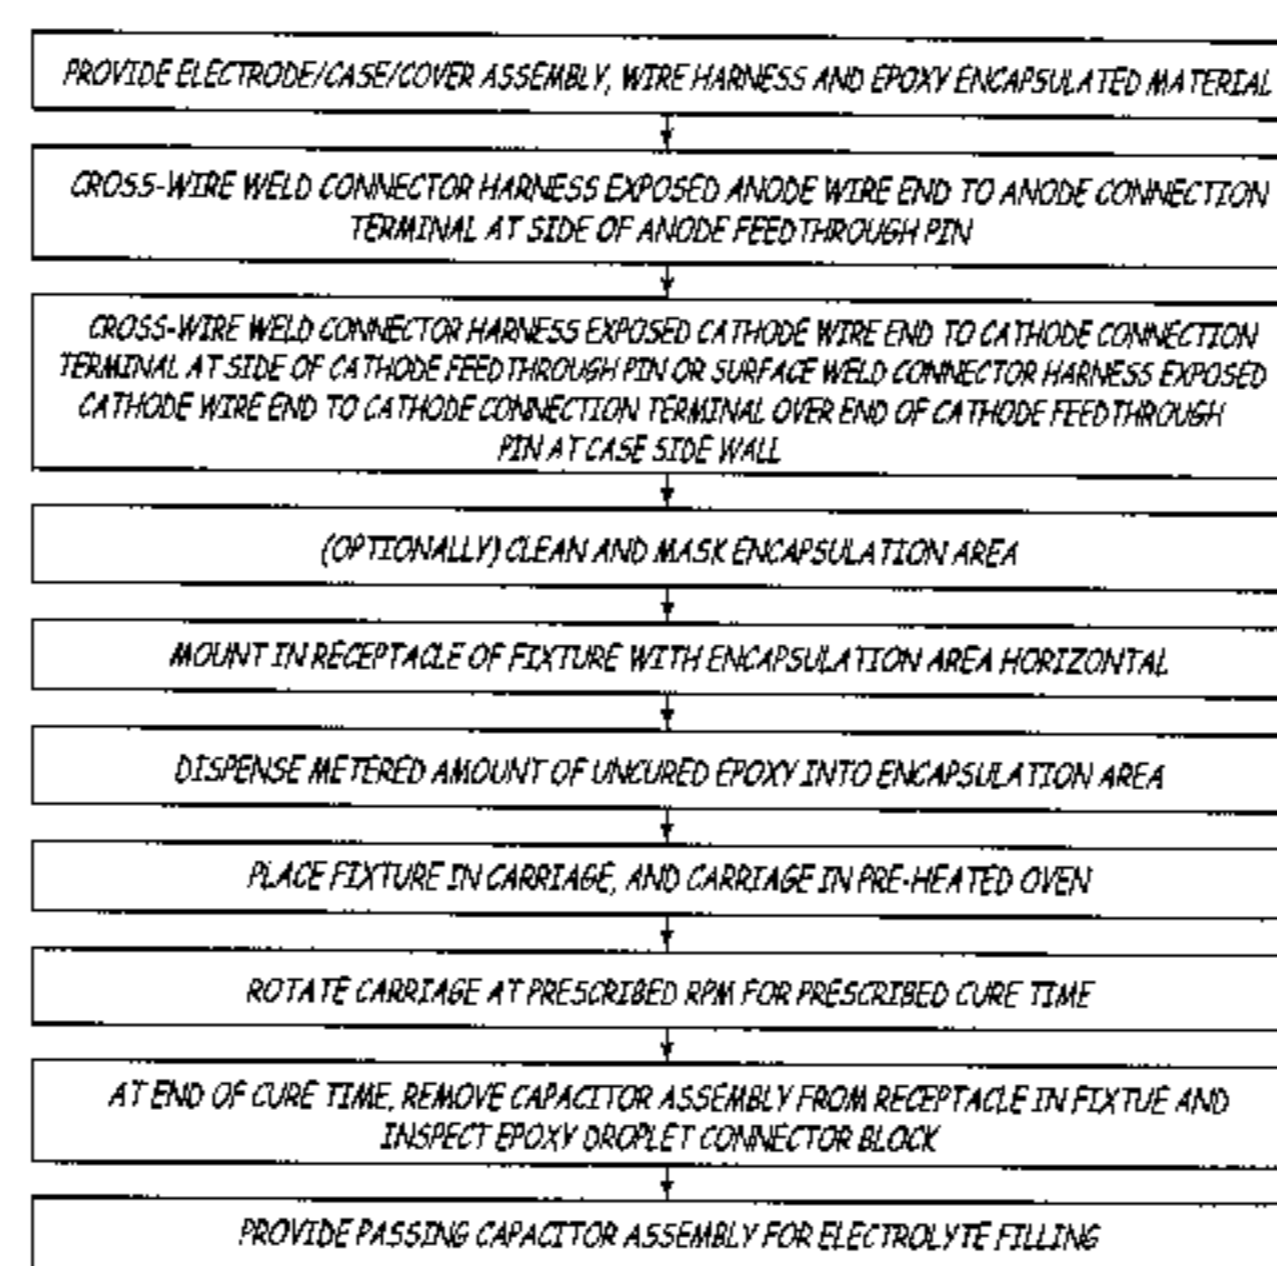 PROVIDE ELECTRODE/CASE/COVER ASSEMBLY, WIRE HARNESS AND EPOXY ENCAPSULATED MATERIAL
CROSS-WIRE WELD CONNECTOR HARNESS EXPOSED ANODE WIRE END TO ANODE CONNECTION
TERMINAL AT SIDE OF ANODE FEEDTHROUGH PIN
CROSS-WIRE WELD CONNECTOR HARNESS EXPOSED CATHODE WIRE END TO CATHODE CONNECTION
TERMINAL AT SIDE OF CATHODE FEEDTHROUGH PIN OR SURFACE WELD CONNECTOR HARNESS EXPOSED
CATHODE WIRE END TO CATHODE CONNECTION TERMINAL OVER END OF CATHODE FEEDTHROUGH
PIN AT CASE SIDE WALL
(OPTIONALLY) CLEAN AND MASK ENCAPSULATION AREA
MOUNT IN RECEPTACLE OF FIXTURE WITH ENCAPSULATION AREA HORIZONTAL
DISPENSE METERED AMOUNT OF UNCURED EPOXY INTO ENCAPSULATION AREA
PLACE FIXTURE IN CARRIAGE, AND CARRIAGE IN PRE-HEATED OVEN
ROTATE CARRIAGE AT PRESCRIBED RPM FOR PRESCRIBED CURE TIME
AT END OF CURE TIME, REMOVE CAPACITOR ASSEMBLY FROM RECEPTACLE IN FIXTUE AND
INSPECT EPOXY DROPLET CONNECTOR BLOCK
PROVIDE PASSING CAPACITOR ASSEMBLY FOR ELECTROLYTE FILLING